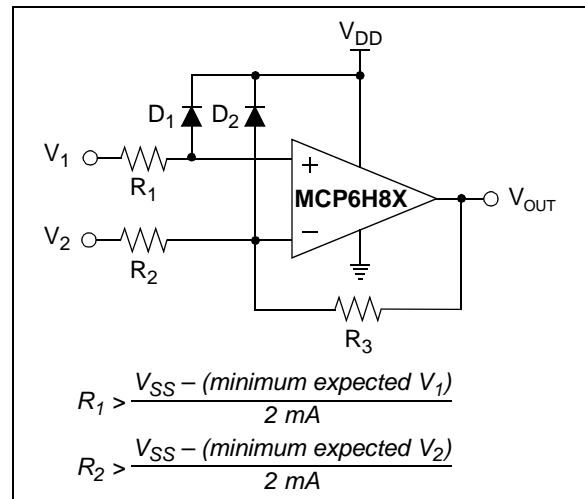 V_DD
D_1 D_2
V_1
R_1
+
MCP6H8X
V_OUT
V_2
−
R_2
R_3
R_1 > V_SS – (minimum expected V_1)
2 mA
R_2 > V_SS – (minimum expected V_2)
2 mA